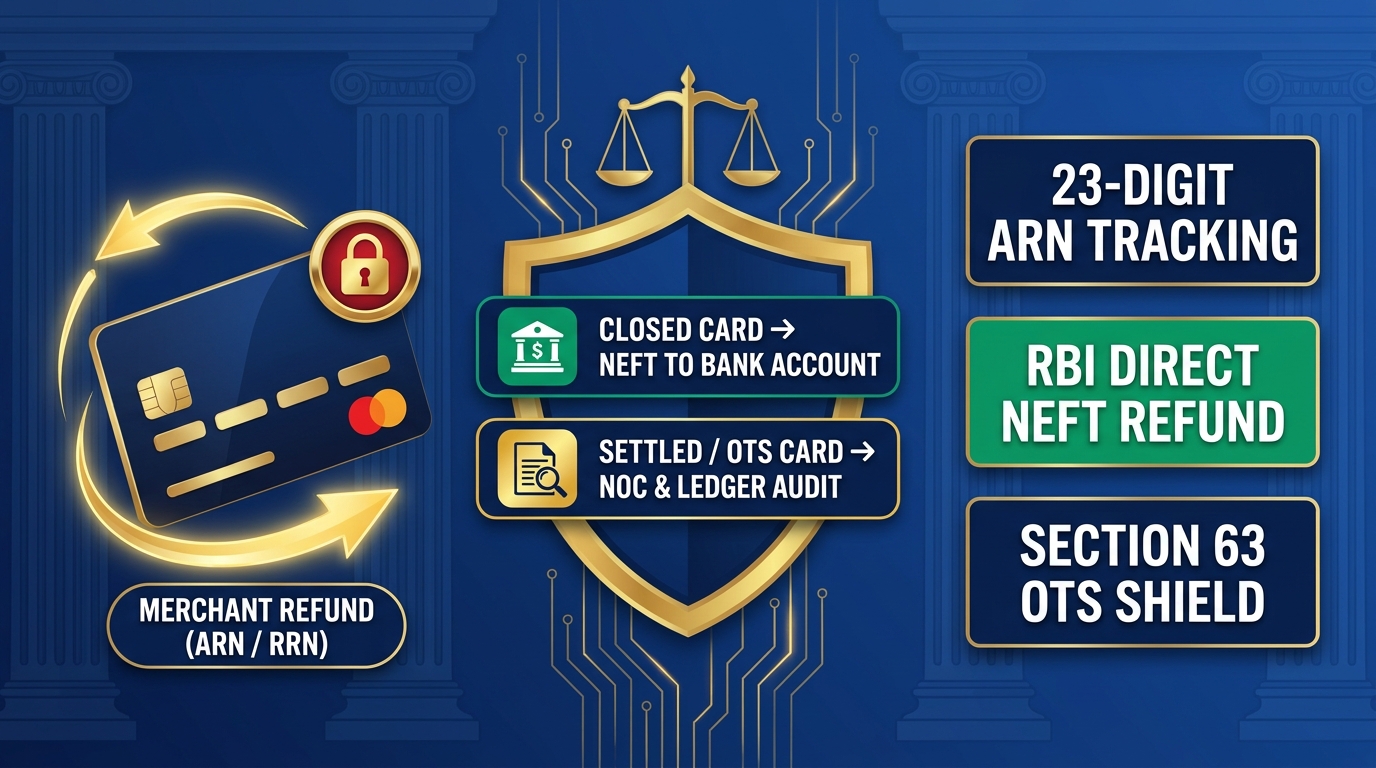 MERCHANT REFUND
(ARN / RRN)
CLOSED CARD →
NEFT TO BANK ACCOUNT
$
SETTLED / OTS CARD →
NOC & LEDGER AUDIT
23-DIGIT
ARN TRACKING
RBI DIRECT
NEFT REFUND
SECTION 63
OTS SHIELD